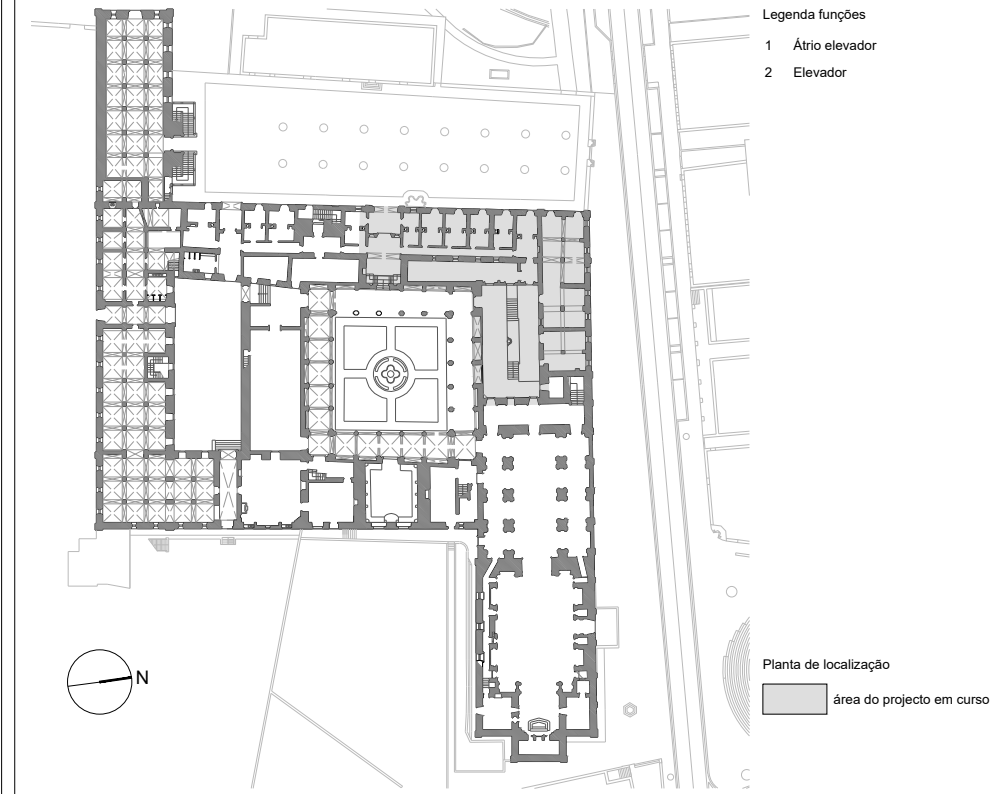 Legenda funções
1 Átrio elevador
2 Elevador
N
Planta de localização
área do projecto em curso